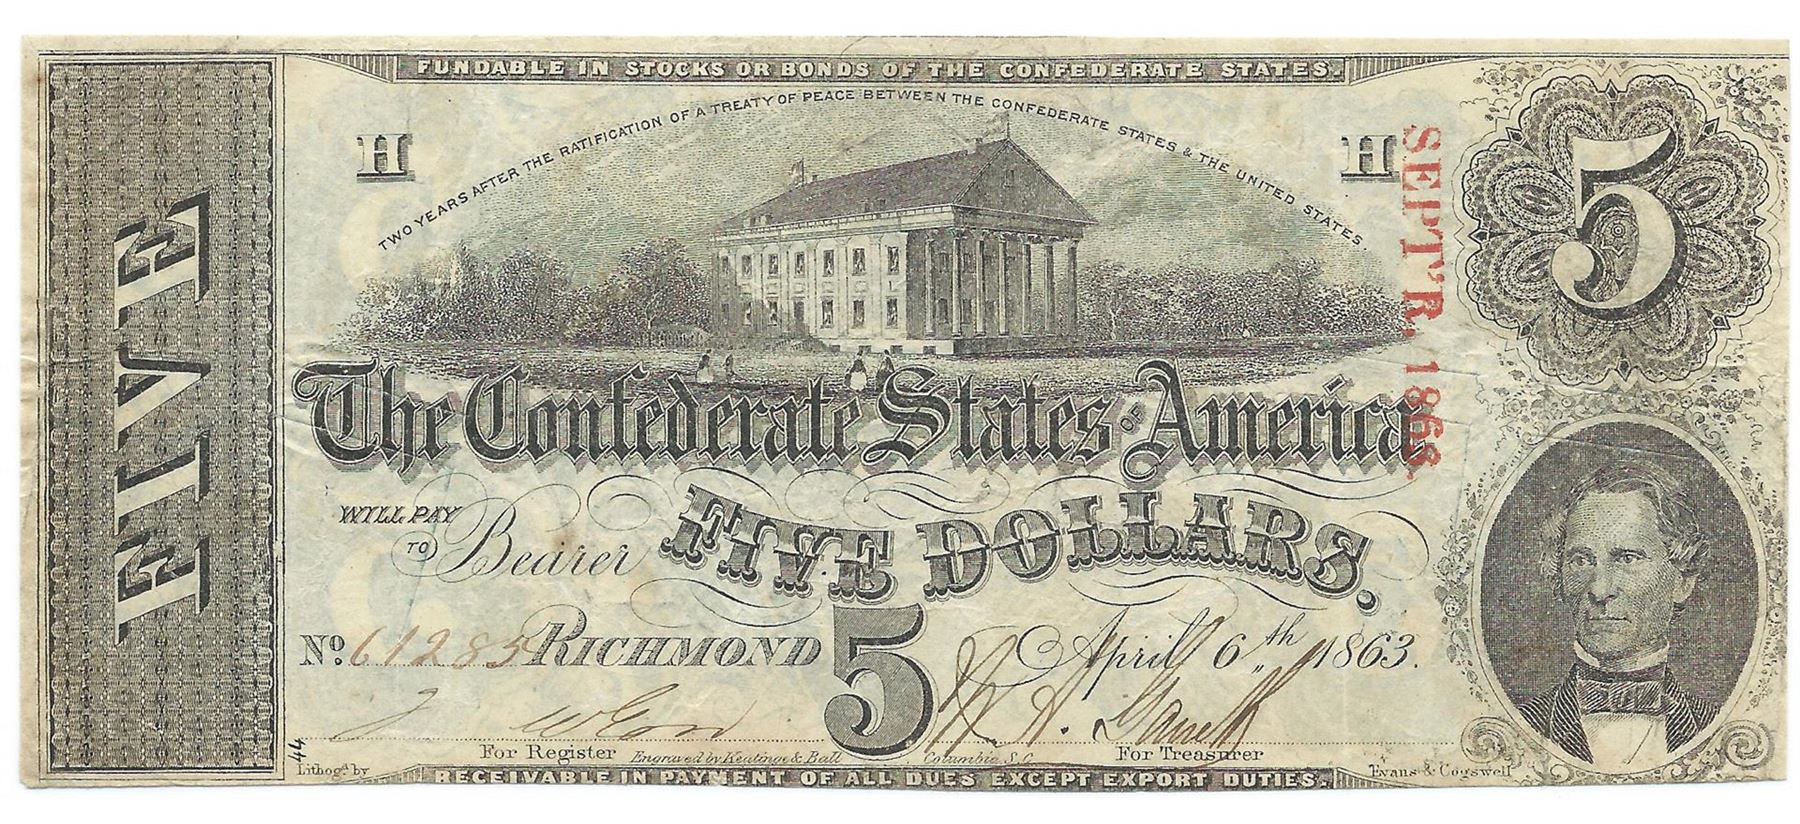 FUNDABLE IN STOCKS OR BONDS OF THE CONFEDERATE STATES.
TWO YEARS AFTER THE RATIFICATION OF A TREATY OF PEACE BETWEEN THE CONFEDERATE STATES & THE UNITED STATES
H H
SEPT'R, 1863.
5
FIVE
The Confederate States OF America
WILL PAY
TO Bearer FIVE DOLLARS.
No. 61285 RICHMOND 5 April 6th 1863.
For Register Engraved by Keatinge & Ball Columbia S.C. For Treasurer
44
Lithogd by Evans & Cogswell
RECEIVABLE IN PAYMENT OF ALL DUES EXCEPT EXPORT DUTIES.